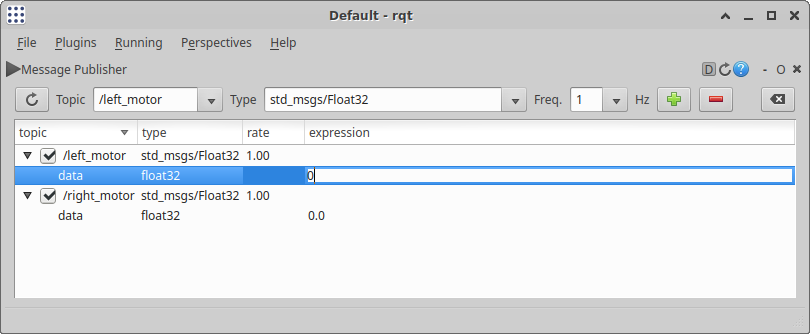 Default - rqt
File Plugins Running Perspectives Help
Message Publisher D ? - O
Topic /left_motor Type std_msgs/Float32 Freq. 1 Hz
topic type rate expression
/left_motor std_msgs/Float32 1.00
data float32 0
/right_motor std_msgs/Float32 1.00
data float32 0.0